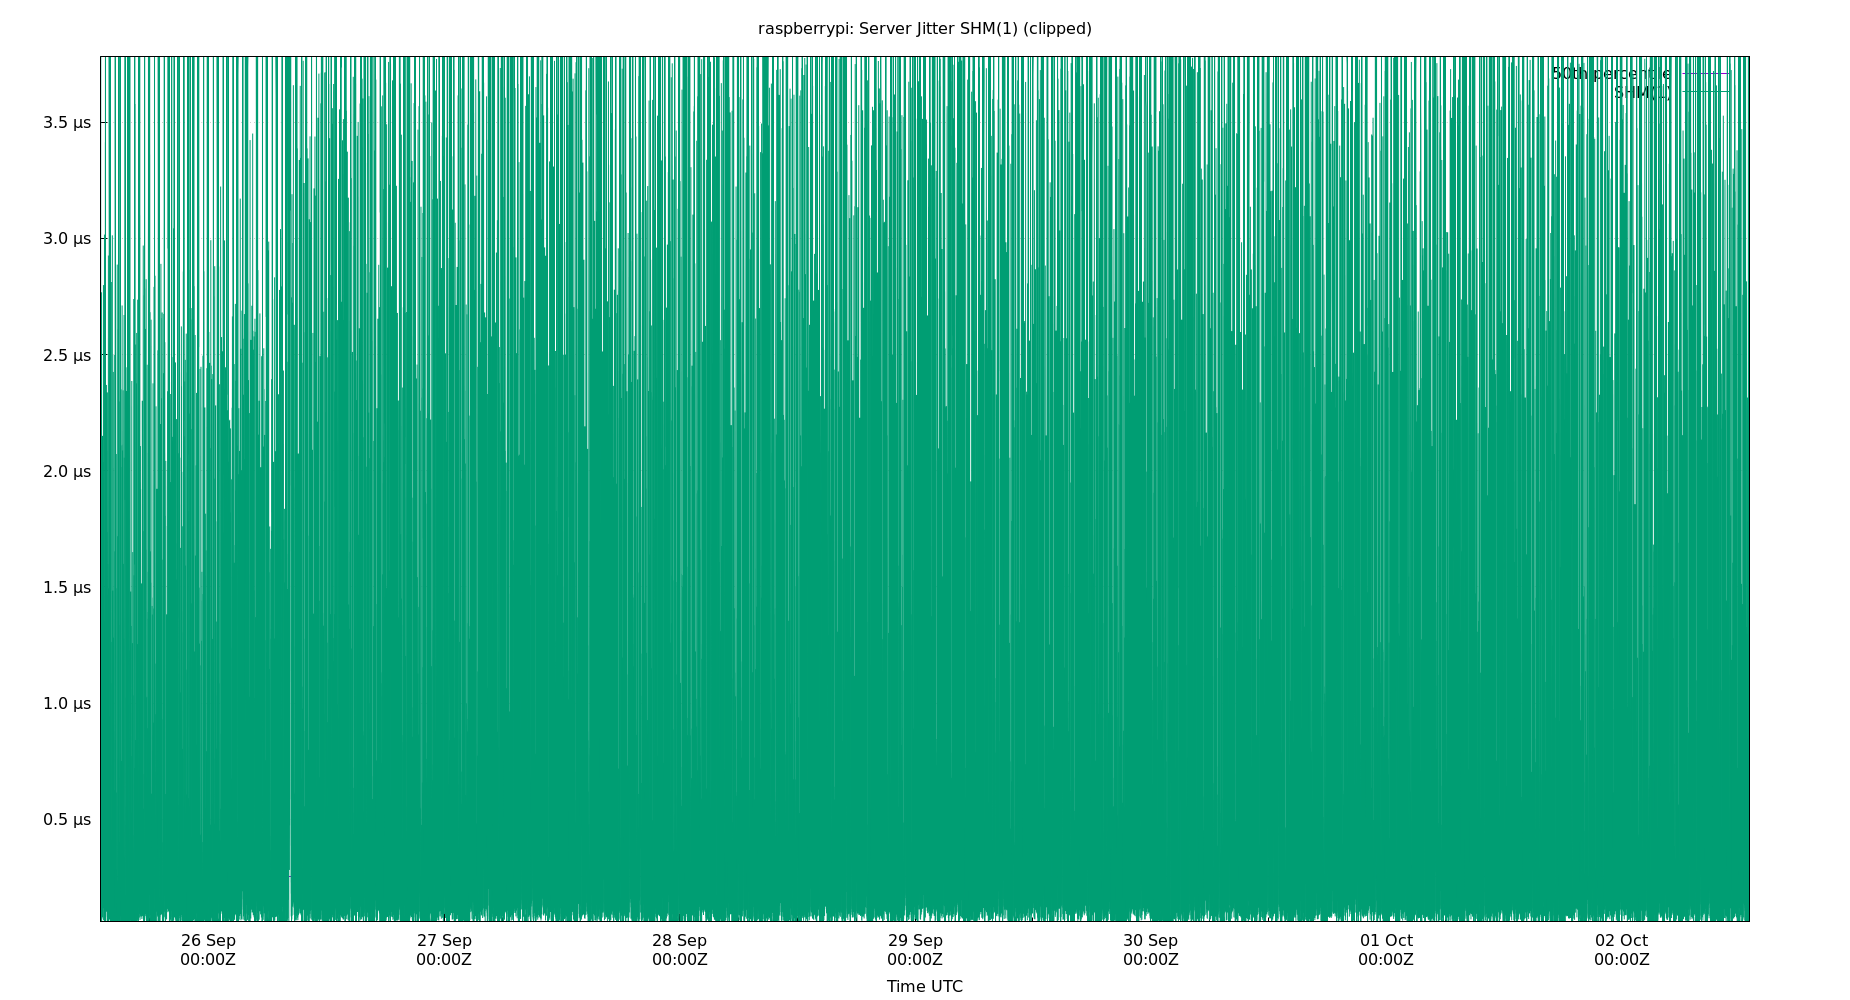 raspberrypi: Server Jitter SHM(1) (clipped)
50th percentile
SHM(1)
3.5 µs
3.0 µs
2.5 µs
2.0 µs
1.5 µs
1.0 µs
0.5 µs
26 Sep 27 Sep 28 Sep 29 Sep 30 Sep 01 Oct 02 Oct
00:00Z 00:00Z 00:00Z 00:00Z 00:00Z 00:00Z 00:00Z
Time UTC